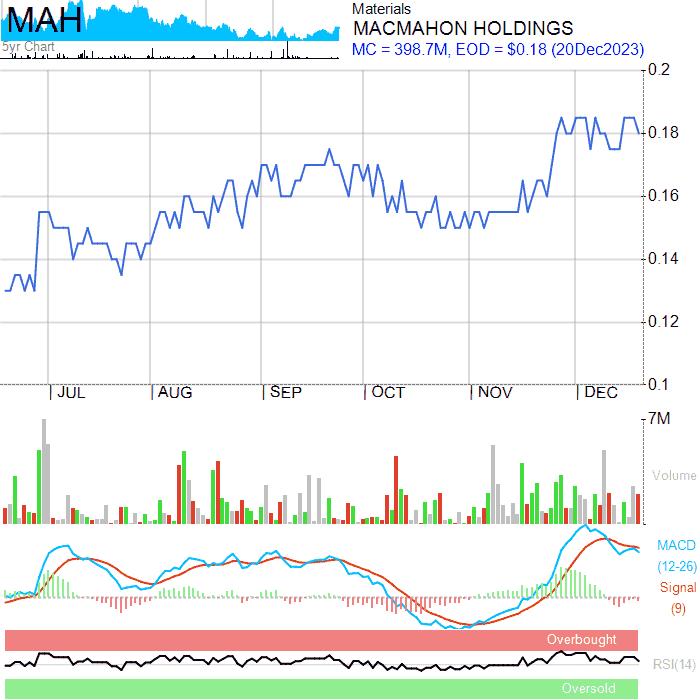 MAH
5yr Chart
Materials
MACMAHON HOLDINGS
MC = 398.7M, EOD = $0.18 (20Dec2023)
0.2
0.18
0.16
0.14
0.12
0.1
JUL AUG SEP OCT NOV DEC
7M
Volume
MACD
(12-26)
Signal
(9)
Overbought
RSI(14)
Oversold